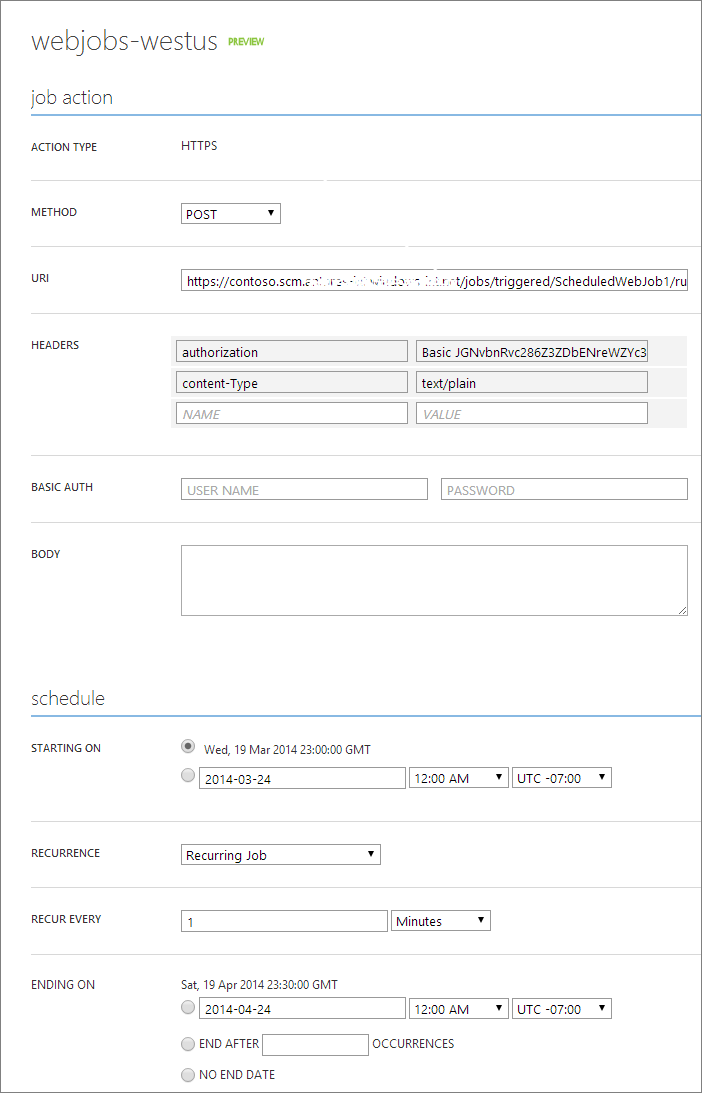 webjobs-westus PREVIEW
job action
ACTION TYPE HTTPS
METHOD POST
URI https://contoso.scm. /jobs/triggered/ScheduledWebJob1/ru
HEADERS authorization Basic JGNvbnRvc286Z3ZDbENreWZYc3
content-Type text/plain
NAME VALUE
BASIC AUTH USER NAME PASSWORD
BODY
schedule
STARTING ON Wed, 19 Mar 2014 23:00:00 GMT
2014-03-24 12:00 AM UTC -07:00
RECURRENCE Recurring Job
RECUR EVERY 1 Minutes
ENDING ON Sat, 19 Apr 2014 23:30:00 GMT
2014-04-24 12:00 AM UTC -07:00
END AFTER OCCURRENCES
NO END DATE